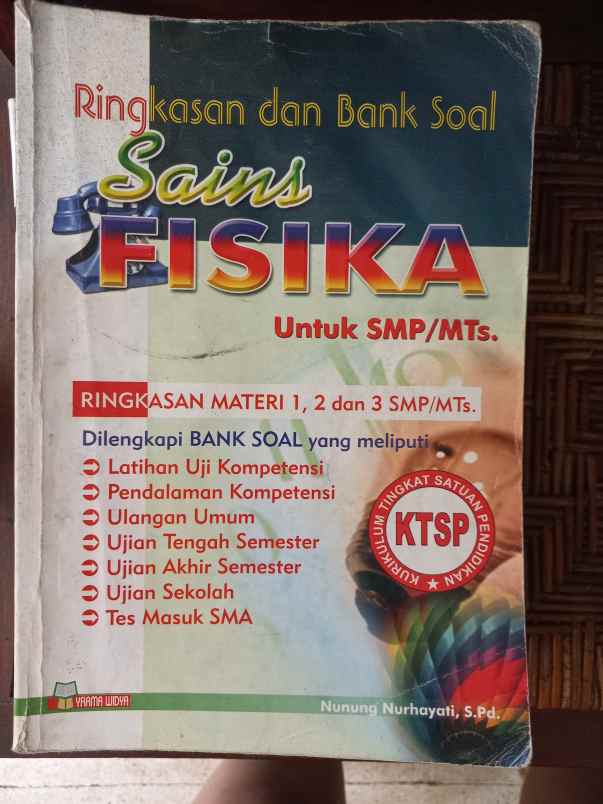 Ringkasan dan Bank Soal
Sains
FISIKA
Untuk SMP/MTs.
RINGKASAN MATERI 1, 2 dan 3 SMP/MTs.
Dilengkapi BANK SOAL yang meliputi
Latihan Uji Kompetensi
Pendalaman Kompetensi
Ulangan Umum
Ujian Tengah Semester
Ujian Akhir Semester
Ujian Sekolah
Tes Masuk SMA
KURIKULUM TINGKAT SATUAN PENDIDIKAN
KTSP
YRAMA WIDYA
Nunung Nurhayati, S.Pd.